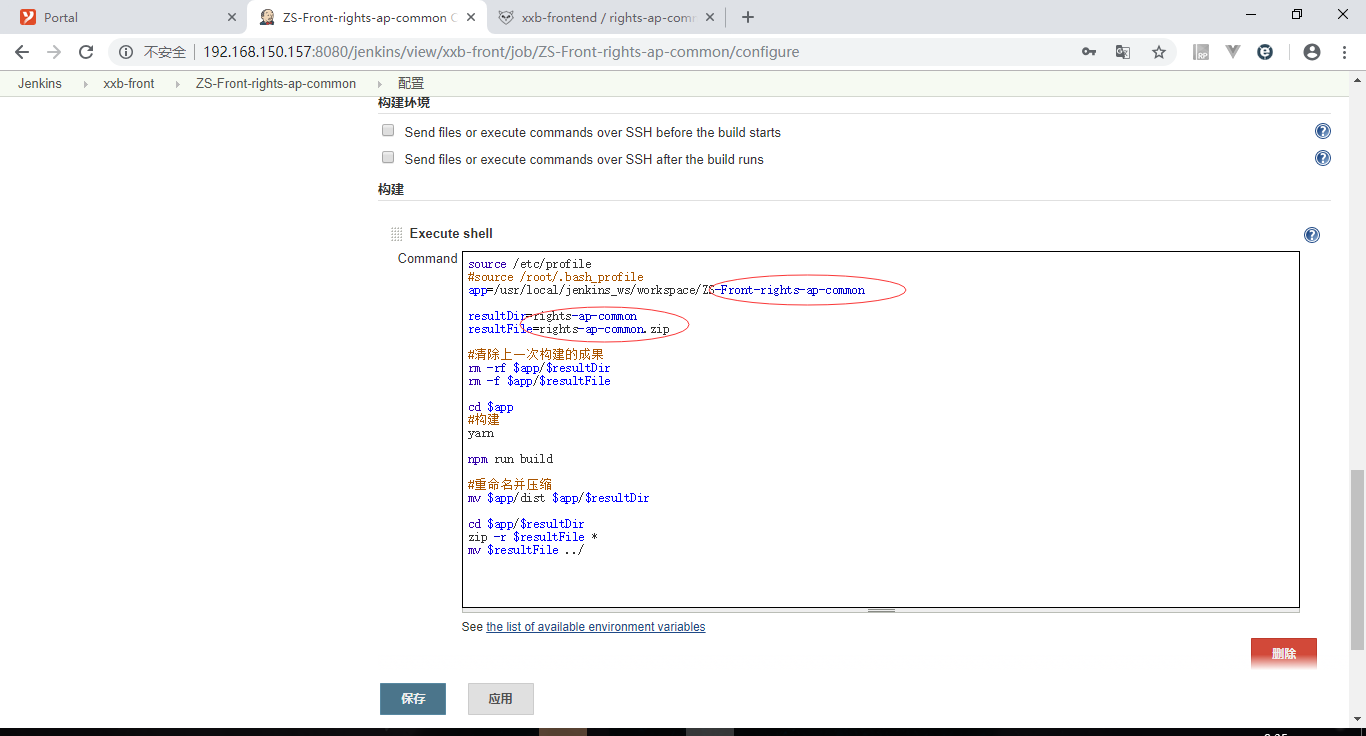 Portal
ZS-Front-rights-ap-common C
xxb-frontend / rights-ap-com
不安全
192.168.150.157:8080/jenkins/view/xxb-front/job/ZS-Front-rights-ap-common/configure
Jenkins
xxb-front
ZS-Front-rights-ap-common
配置
构建环境
Send files or execute commands over SSH before the build starts
Send files or execute commands over SSH after the build runs
构建
Execute shell
Command
source /etc/profile
#source /root/.bash_profile
app=/usr/local/jenkins_ws/workspace/ZS-Front-rights-ap-common
resultDir=rights-ap-common
resultFile=rights-ap-common.zip
#清除上一次构建的成果
rm -rf $app/$resultDir
rm -f $app/$resultFile
cd $app
#构建
yarn
npm run build
#重命名并压缩
mv $app/dist $app/$resultDir
cd $app/$resultDir
zip -r $resultFile *
mv $resultFile ../
See the list of available environment variables
删除
保存
应用